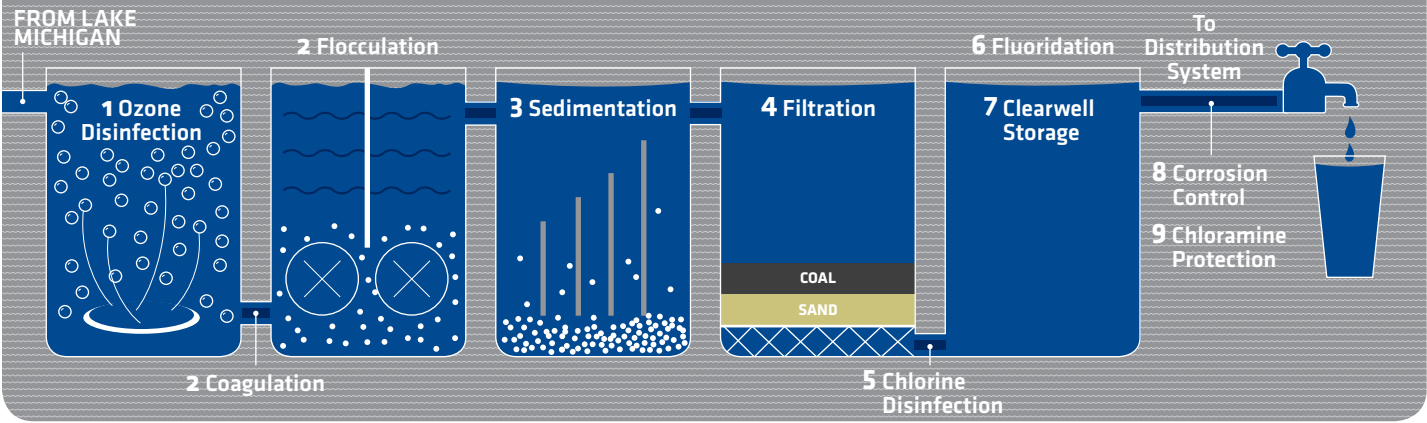 FROM LAKE
MICHIGAN
1 Ozone
Disinfection
2 Coagulation
2 Flocculation
3 Sedimentation
4 Filtration
COAL
SAND
5 Chlorine
Disinfection
6 Fluoridation
7 Clearwell
Storage
To
Distribution
System
8 Corrosion
Control
9 Chloramine
Protection